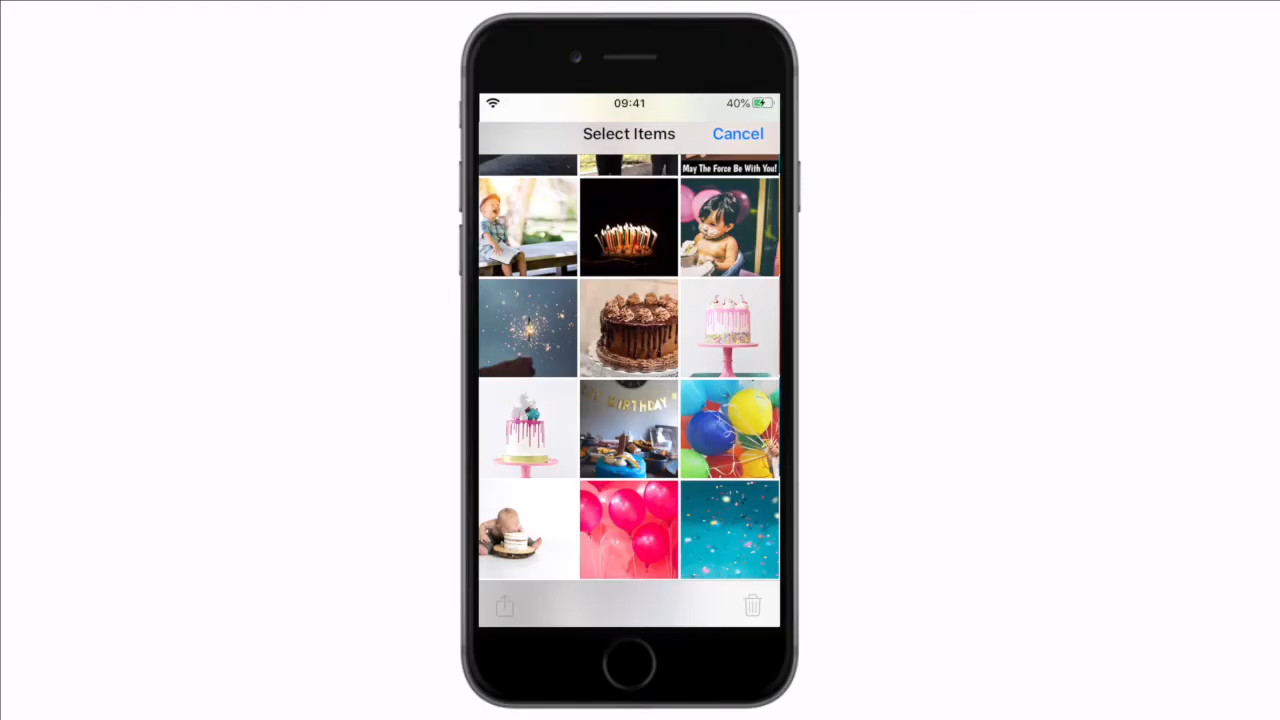 09:41
40%
Select Items
Cancel
May The Force Be With You!
BIRTHDAY